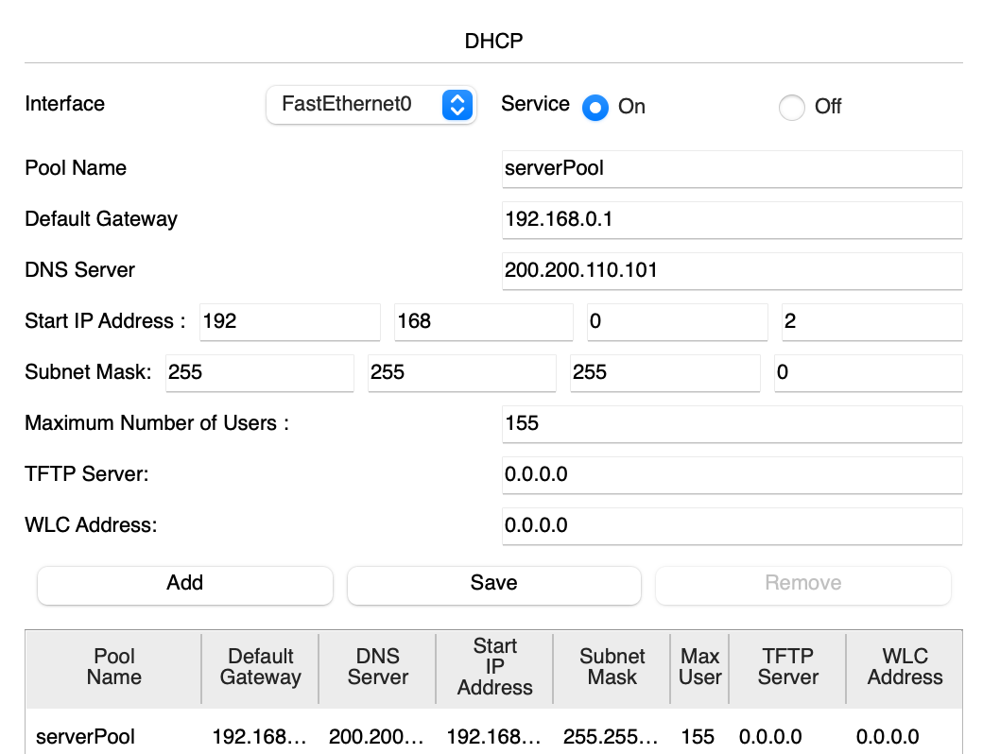 DHCP
Interface FastEthernet0 Service On Off
Pool Name serverPool
Default Gateway 192.168.0.1
DNS Server 200.200.110.101
Start IP Address : 192 168 0 2
Subnet Mask: 255 255 255 0
Maximum Number of Users : 155
TFTP Server: 0.0.0.0
WLC Address: 0.0.0.0
Add Save Remove
Pool Name Default Gateway DNS Server Start IP Address Subnet Mask Max User TFTP Server WLC Address
serverPool 192.168... 200.200... 192.168... 255.255... 155 0.0.0.0 0.0.0.0